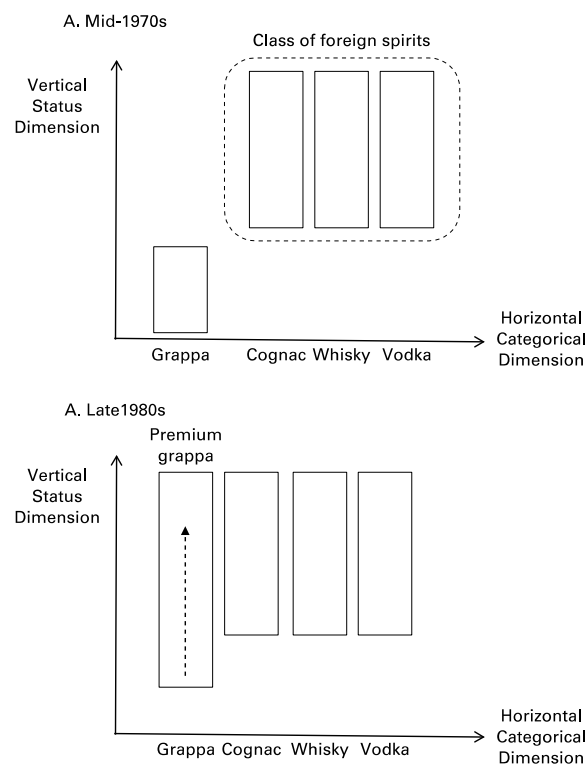 A. Mid-1970s
Class of foreign spirits
Vertical
Status
Dimension
Horizontal
Categorical
Dimension
Grappa
Cognac Whisky Vodka
A. Late1980s
Premium
grappa
Vertical
Status
Dimension
Horizontal
Categorical
Dimension
Grappa Cognac Whisky Vodka